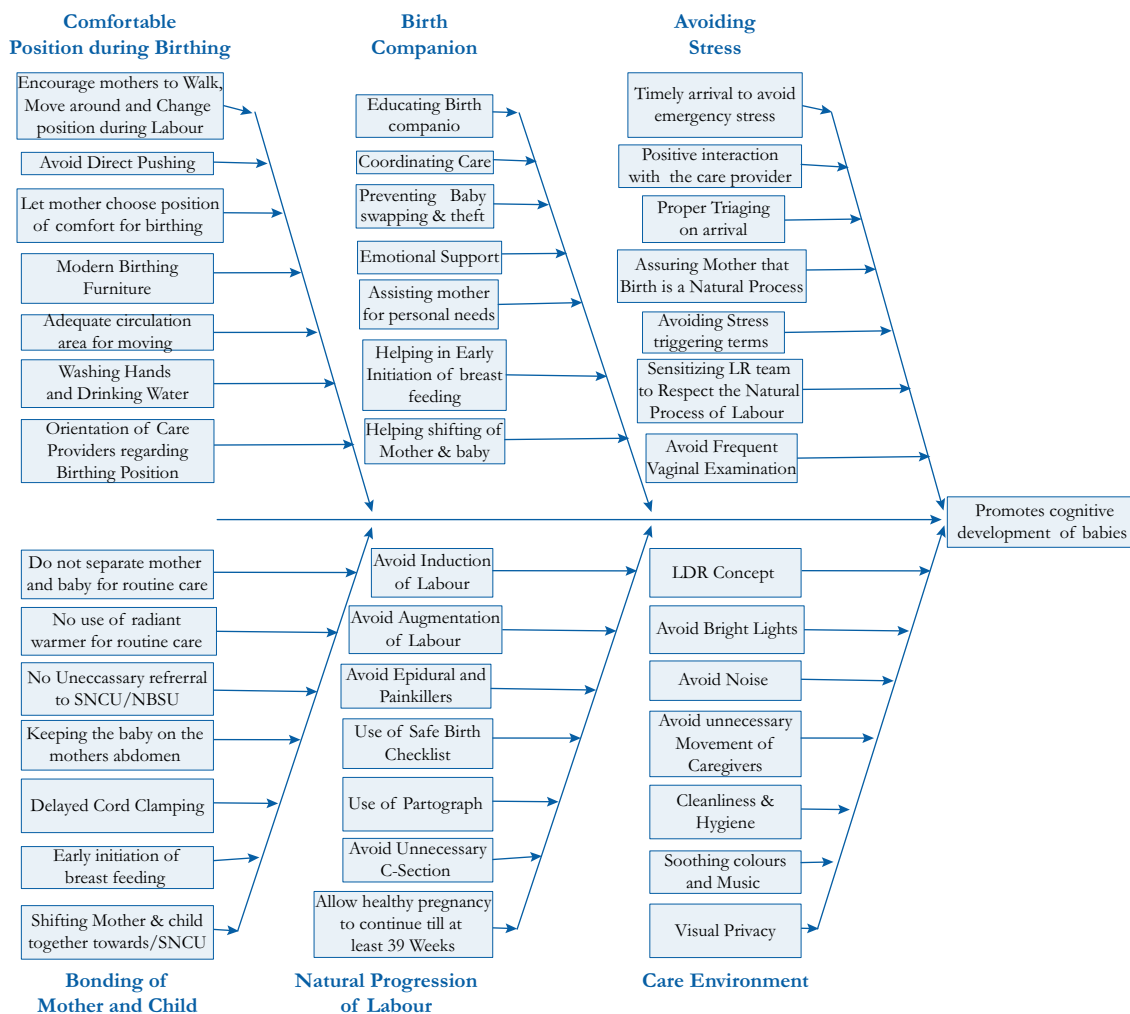 Comfortable
Position during Birthing
Encourage mothers to Walk,
Move around and Change
position during Labour
Avoid Direct Pushing
Let mother choose position
of comfort for birthing
Modern Birthing
Furniture
Adequate circulation
area for moving
Washing Hands
and Drinking Water
Orientation of Care
Providers regarding
Birthing Position
Birth
Companion
Educating Birth
companio
Coordinating Care
Preventing Baby
swapping & theft
Emotional Support
Assisting mother
for personal needs
Helping in Early
Initiation of breast
feeding
Helping shifting of
Mother & baby
Avoiding
Stress
Timely arrival to avoid
emergency stress
Positive interaction
with the care provider
Proper Triaging
on arrival
Assuring Mother that
Birth is a Natural Process
Avoiding Stress
triggering terms
Sensitizing LR team
to Respect the Natural
Process of Labour
Avoid Frequent
Vaginal Examination
Promotes cognitive
development of babies
Do not separate mother
and baby for routine care
No use of radiant
warmer for routine care
No Uneccassary refrerral
to SNCU/NBSU
Keeping the baby on the
mothers abdomen
Delayed Cord Clamping
Early initiation of
breast feeding
Shifting Mother & child
together towards/SNCU
Bonding of
Mother and Child
Avoid Induction
of Labour
Avoid Augmentation
of Labour
Avoid Epidural and
Painkillers
Use of Safe Birth
Checklist
Use of Partograph
Avoid Unnecessary
C-Section
Allow healthy pregnancy
to continue till at
least 39 Weeks
Natural Progression
of Labour
LDR Concept
Avoid Bright Lights
Avoid Noise
Avoid unnecessary
Movement of
Caregivers
Cleanliness &
Hygiene
Soothing colours
and Music
Visual Privacy
Care Environment